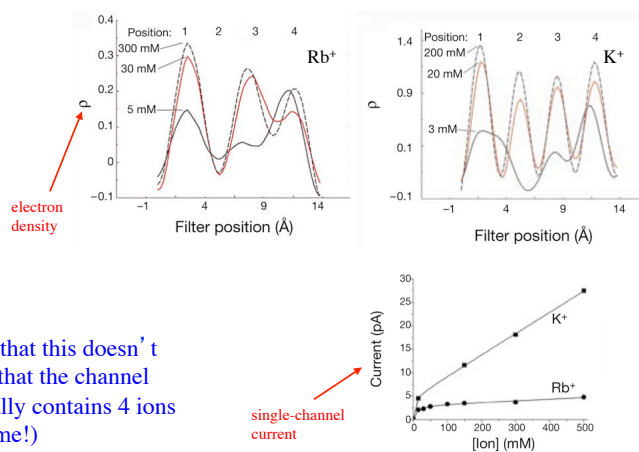 Position: 1 2 3 4
300 mM
30 mM
5 mM
Rb⁺
0.4
0.3
0.2
0.1
0
−0.1
ρ
−1 4 9 14
Filter position (Å)
electron
density
Position: 1 2 3 4
200 mM
20 mM
3 mM
K⁺
1.4
0.9
0.1
−0.1
−1 4 9 14
Filter position (Å)
that this doesn't
that the channel
lly contains 4 ions
me!)
single-channel
current
Current (pA)
30
25
20
15
10
5
0
K⁺
Rb⁺
0 100 200 300 400 500
[Ion] (mM)